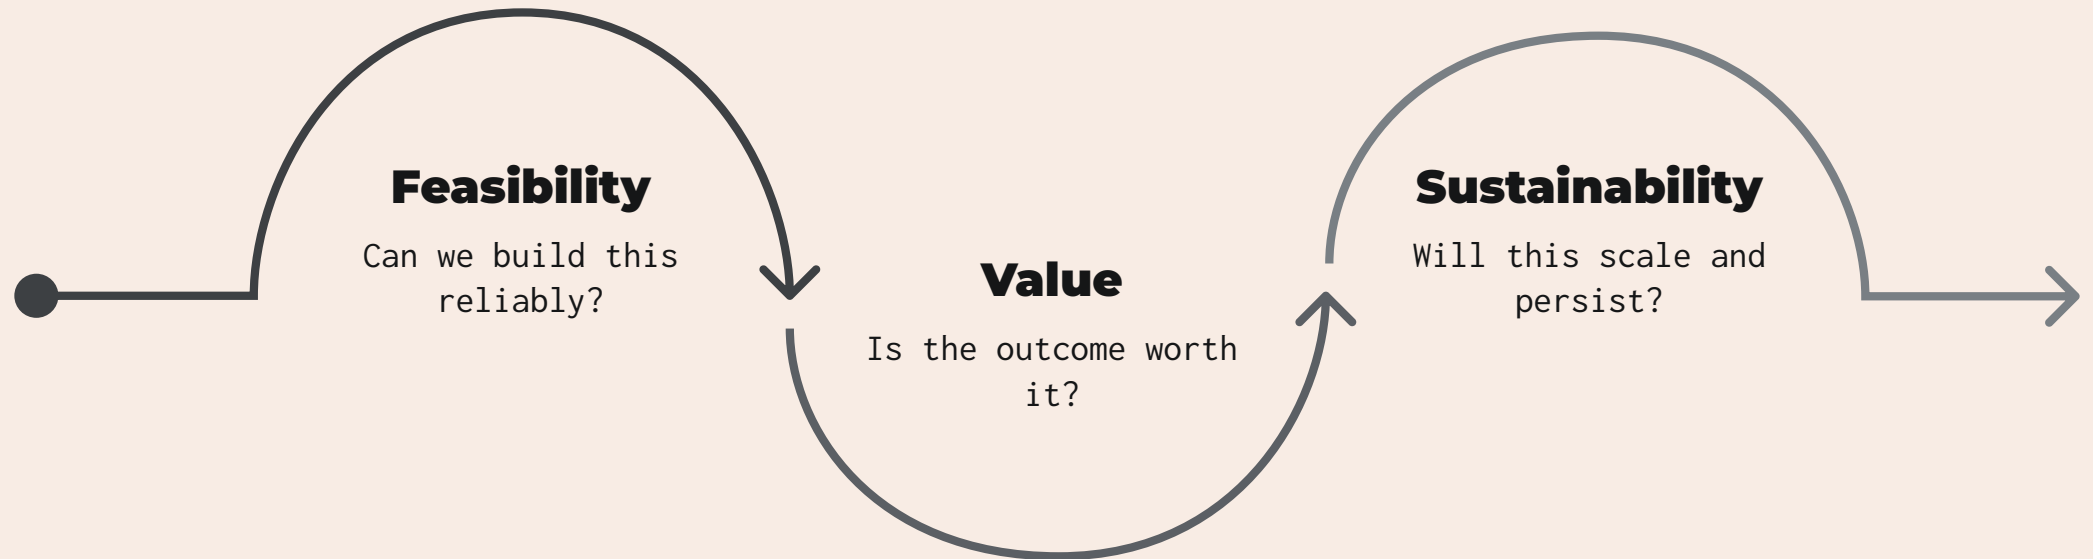 Feasibility
Can we build this
reliably?
Value
Is the outcome worth
it?
Sustainability
Will this scale and
persist?